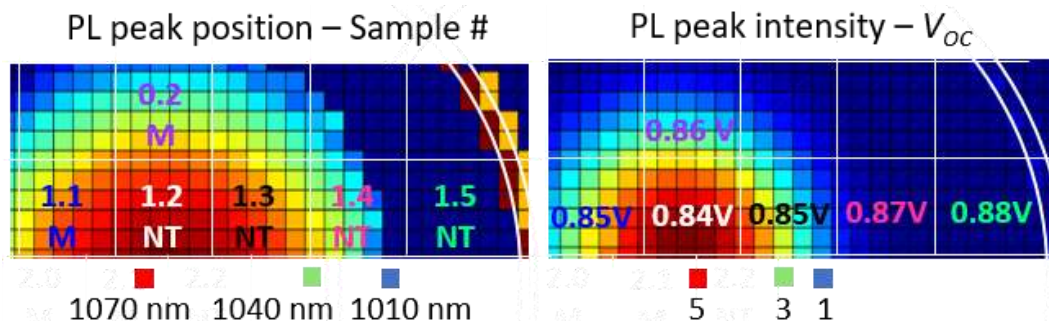 PL peak position – Sample #
0.2
M
1.1 1.2 1.3 1.4 1.5
M NT NT NT NT
1070 nm 1040 nm 1010 nm
PL peak intensity – VOC
0.86 V
0.85V 0.84V 0.85V 0.87V 0.88V
5 3 1